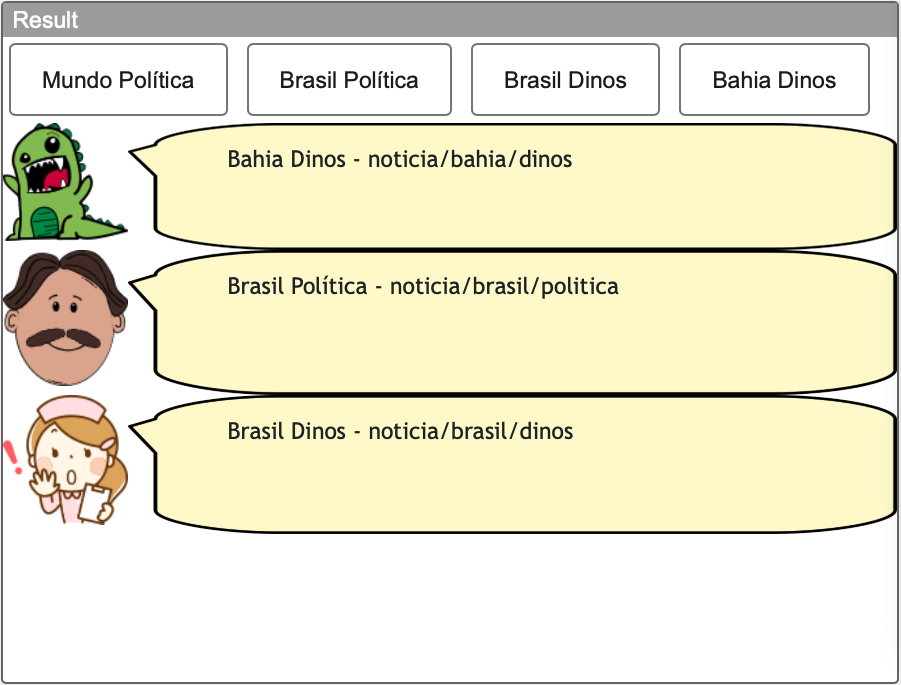 Result
Mundo Política
Brasil Política
Brasil Dinos
Bahia Dinos
Bahia Dinos - noticia/bahia/dinos
Brasil Política - noticia/brasil/politica
Brasil Dinos - noticia/brasil/dinos